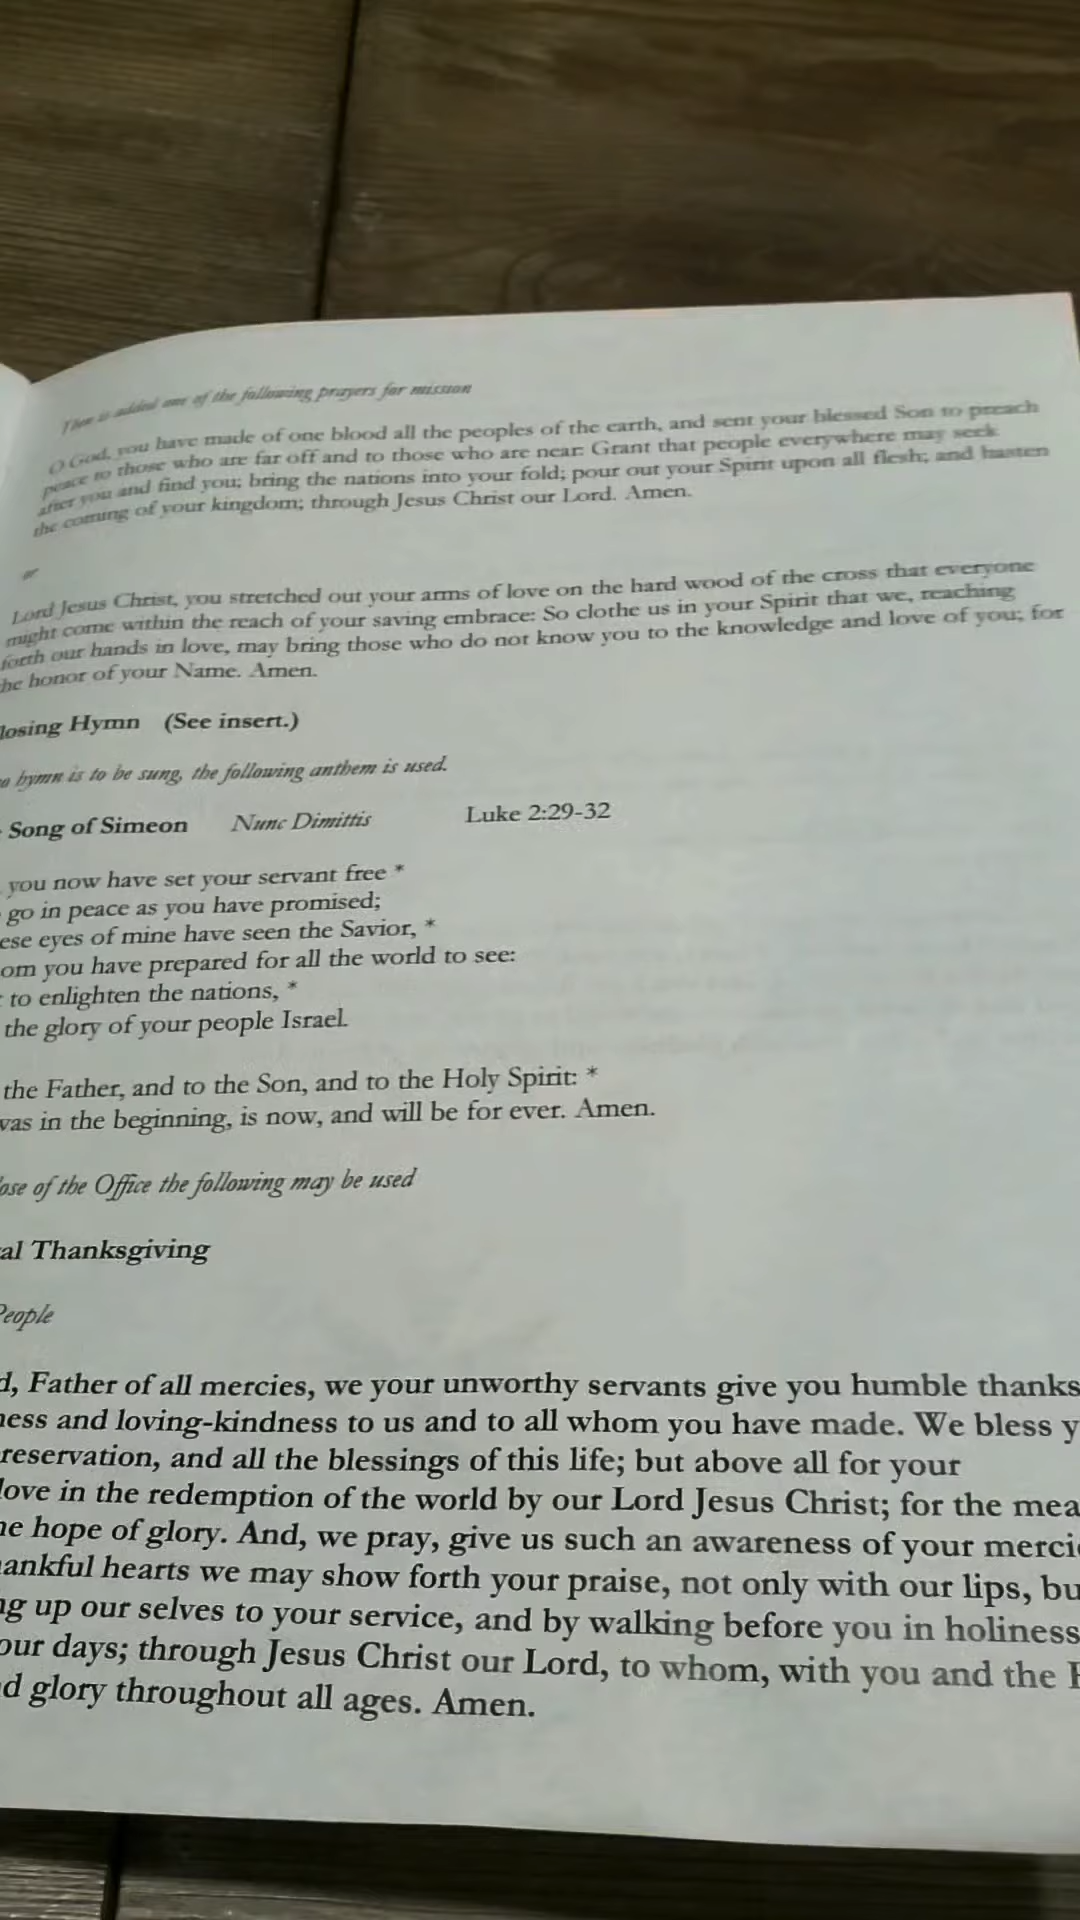 Then is added one of the following prayers for mission
O God, you have made of one blood all the peoples of the earth, and sent your blessed Son to preach
peace to those who are far off and to those who are near: Grant that people everywhere may seek
after you and find you; bring the nations into your fold; pour out your Spirit upon all flesh; and hasten
the coming of your kingdom; through Jesus Christ our Lord. Amen.
or
Lord Jesus Christ, you stretched out your arms of love on the hard wood of the cross that everyone
might come within the reach of your saving embrace: So clothe us in your Spirit that we, reaching
forth our hands in love, may bring those who do not know you to the knowledge and love of you; for
he honor of your Name. Amen.
losing Hymn (See insert.)
o hymn is to be sung, the following anthem is used.
Song of Simeon Nunc Dimittis Luke 2:29-32
you now have set your servant free *
go in peace as you have promised;
ese eyes of mine have seen the Savior, *
om you have prepared for all the world to see:
to enlighten the nations, *
the glory of your people Israel.
the Father, and to the Son, and to the Holy Spirit: *
was in the beginning, is now, and will be for ever. Amen.
ose of the Office the following may be used
al Thanksgiving
People
d, Father of all mercies, we your unworthy servants give you humble thanks
ness and loving-kindness to us and to all whom you have made. We bless y
reservation, and all the blessings of this life; but above all for your
love in the redemption of the world by our Lord Jesus Christ; for the mea
he hope of glory. And, we pray, give us such an awareness of your merci
ankful hearts we may show forth your praise, not only with our lips, bu
ng up our selves to your service, and by walking before you in holiness
our days; through Jesus Christ our Lord, to whom, with you and the H
d glory throughout all ages. Amen.